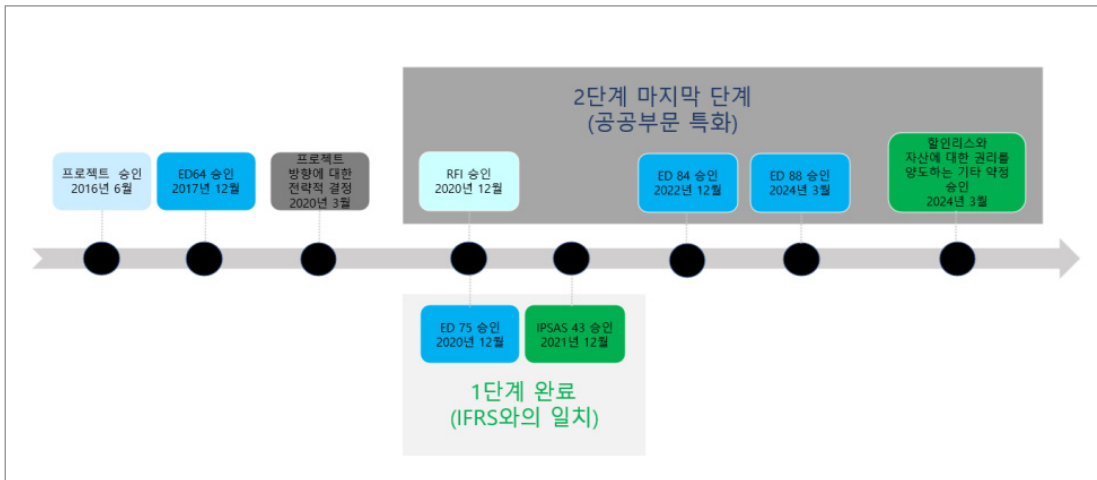 2단계 마지막 단계
(공공부문 특화)
프로젝트 승인
2016년 6월
ED64 승인
2017년 12월
프로젝트
방향에 대한
전략적 결정
2020년 3월
RFI 승인
2020년 12월
ED 84 승인
2022년 12월
ED 88 승인
2024년 3월
할인리스와
자산에 대한 권리를
양도하는 기타 약정
승인
2024년 3월
ED 75 승인
2020년 12월
IPSAS 43 승인
2021년 12월
1단계 완료
(IFRS와의 일치)